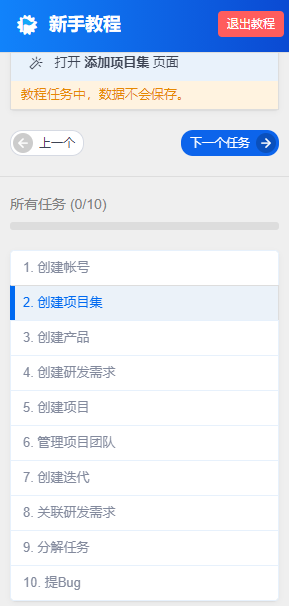 新手教程
退出教程
打开 添加项目集 页面
教程任务中，数据不会保存。
上一个
下一个任务
所有任务 (0/10)
1. 创建帐号
2. 创建项目集
3. 创建产品
4. 创建研发需求
5. 创建项目
6. 管理项目团队
7. 创建迭代
8. 关联研发需求
9. 分解任务
10. 提Bug